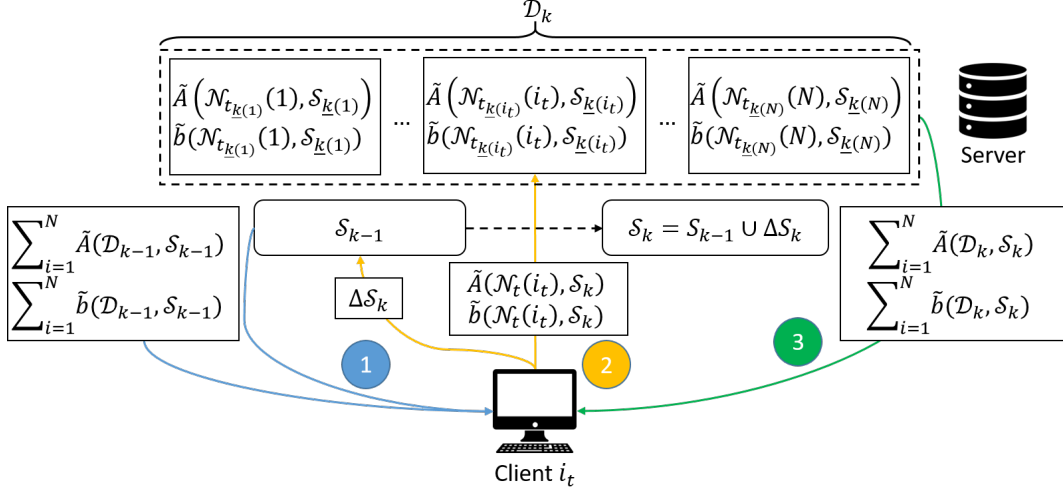 𝒟ₖ
Ã(𝒩_{t_{k̲(1)}}(1), 𝒮_{k̲(1)})
b̃(𝒩_{t_{k̲(1)}}(1), 𝒮_{k̲(1)})
...
Ã(𝒩_{t_{k̲(i_t)}}(i_t), 𝒮_{k̲(i_t)})
b̃(𝒩_{t_{k̲(i_t)}}(i_t), 𝒮_{k̲(i_t)})
...
Ã(𝒩_{t_{k̲(N)}}(N), 𝒮_{k̲(N)})
b̃(𝒩_{t_{k̲(N)}}(N), 𝒮_{k̲(N)})
Server
∑_{i=1}^{N} Ã(𝒟_{k−1}, 𝒮_{k−1})
∑_{i=1}^{N} b̃(𝒟_{k−1}, 𝒮_{k−1})
𝒮_{k−1}
𝒮_k = S_{k−1} ∪ ΔS_k
Δ𝒮_k
Ã(𝒩_t(i_t), 𝒮_k)
b̃(𝒩_t(i_t), 𝒮_k)
∑_{i=1}^{N} Ã(𝒟_k, 𝒮_k)
∑_{i=1}^{N} b̃(𝒟_k, 𝒮_k)
1
2
3
Client i_t